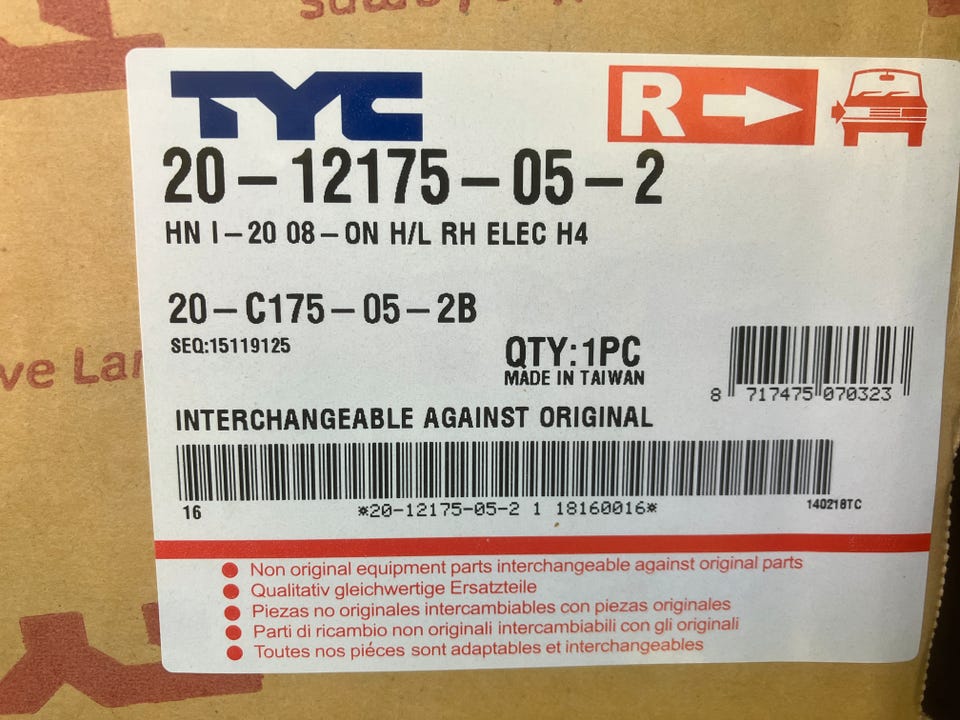 TYC
R
20-12175-05-2
HN I-20 08-ON H/L RH ELEC H4
20-C175-05-2B
SEQ:15119125
QTY:1PC
MADE IN TAIWAN
8 717475 070323
INTERCHANGEABLE AGAINST ORIGINAL
16 *20-12175-05-2 1 18160016* 140218TC
Non original equipment parts interchangeable against original parts
Qualitativ gleichwertige Ersatzteile
Piezas no originales intercambiables con piezas originales
Parti di ricambio non originali intercambiabili con gli originali
Toutes nos piéces sont adaptables et interchangeables